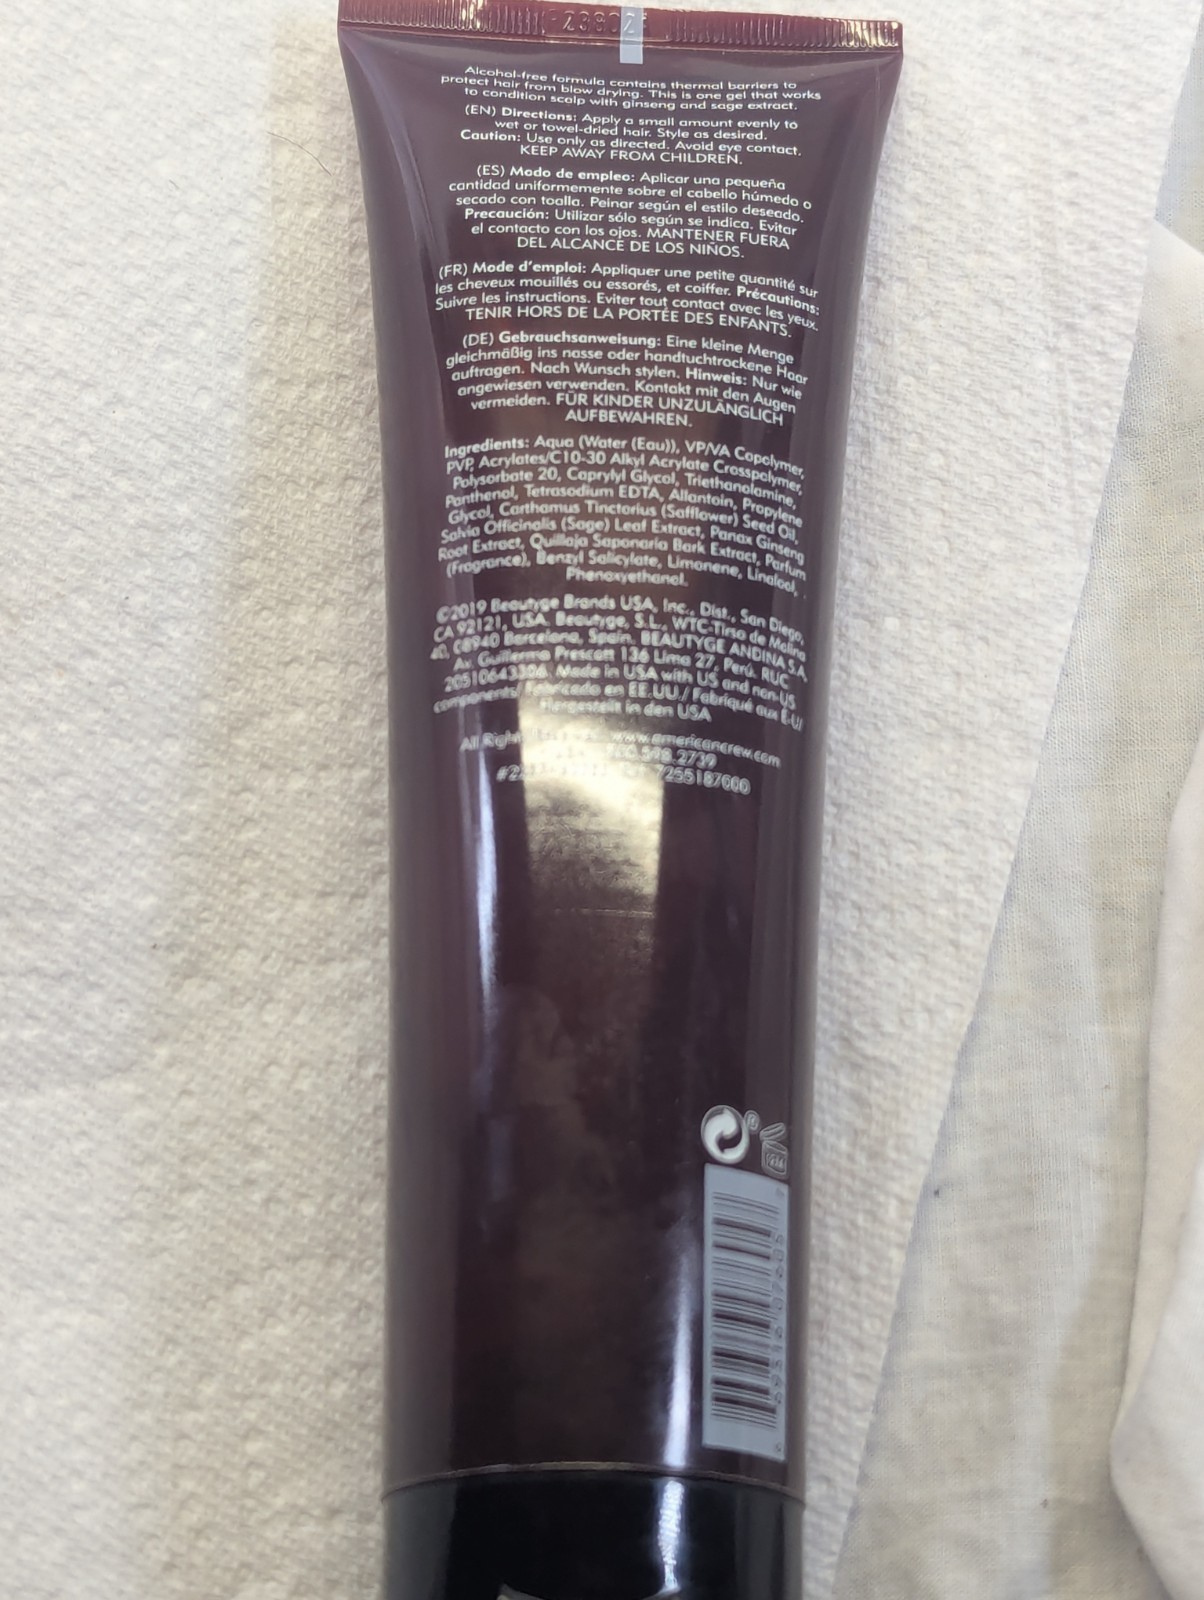 Alcohol-free formula contains thermal barriers to
protect hair from blow drying. This is one gel that works
to condition scalp with ginseng and sage extract.
(EN) Directions: Apply a small amount evenly to
wet or towel-dried hair. Style as desired.
Caution: Use only as directed. Avoid eye contact.
KEEP AWAY FROM CHILDREN.
(ES) Modo de empleo: Aplicar una pequeña
cantidad uniformemente sobre el cabello húmedo o
secado con toalla. Peinar según el estilo deseado.
Precaución: Utilizar sólo según se indica. Evitar
el contacto con los ojos. MANTENER FUERA
DEL ALCANCE DE LOS NIÑOS.
(FR) Mode d'emploi: Appliquer une petite quantité sur
les cheveux mouillés ou essorés, et coiffer. Précautions:
Suivre les instructions. Eviter tout contact avec les yeux.
TENIR HORS DE LA PORTÉE DES ENFANTS.
(DE) Gebrauchsanweisung: Eine kleine Menge
gleichmäßig ins nasse oder handtuchtrockene Haar
auftragen. Nach Wunsch stylen. Hinweis: Nur wie
angewiesen verwenden. Kontakt mit den Augen
vermeiden. FÜR KINDER UNZULÄNGLICH
AUFBEWAHREN.
Ingredients: Aqua (Water (Eau)), VP/VA Copolymer,
PVP, Acrylates/C10-30 Alkyl Acrylate Crosspolymer,
Polysorbate 20, Caprylyl Glycol, Triethanolamine,
Panthenol, Tetrasodium EDTA, Allantoin, Propylene
Glycol, Carthamus Tinctorius (Safflower) Seed Oil,
Salvia Officinalis (Sage) Leaf Extract, Panax Ginseng
Root Extract, Quillaja Saponaria Bark Extract, Parfum
(Fragrance), Benzyl Salicylate, Limonene, Linalool,
Phenoxyethanol.
©2019 Beautyge Brands USA, Inc., Dist., San Diego,
CA 92121, USA. Beautyge, S.L., WTC-Tirso de Molina
40, 08940 Barcelona, Spain. BEAUTYGE ANDINA S.A.
Av. Guillermo Prescott 136 Lima 27, Perú. RUC
20510643306. Made in USA with US and non-US
components/ Fabricado en EE.UU./ Fabriqué aux É-U/
Hergestellt in den USA
All www.americancrew.com
598.2739
7255187000